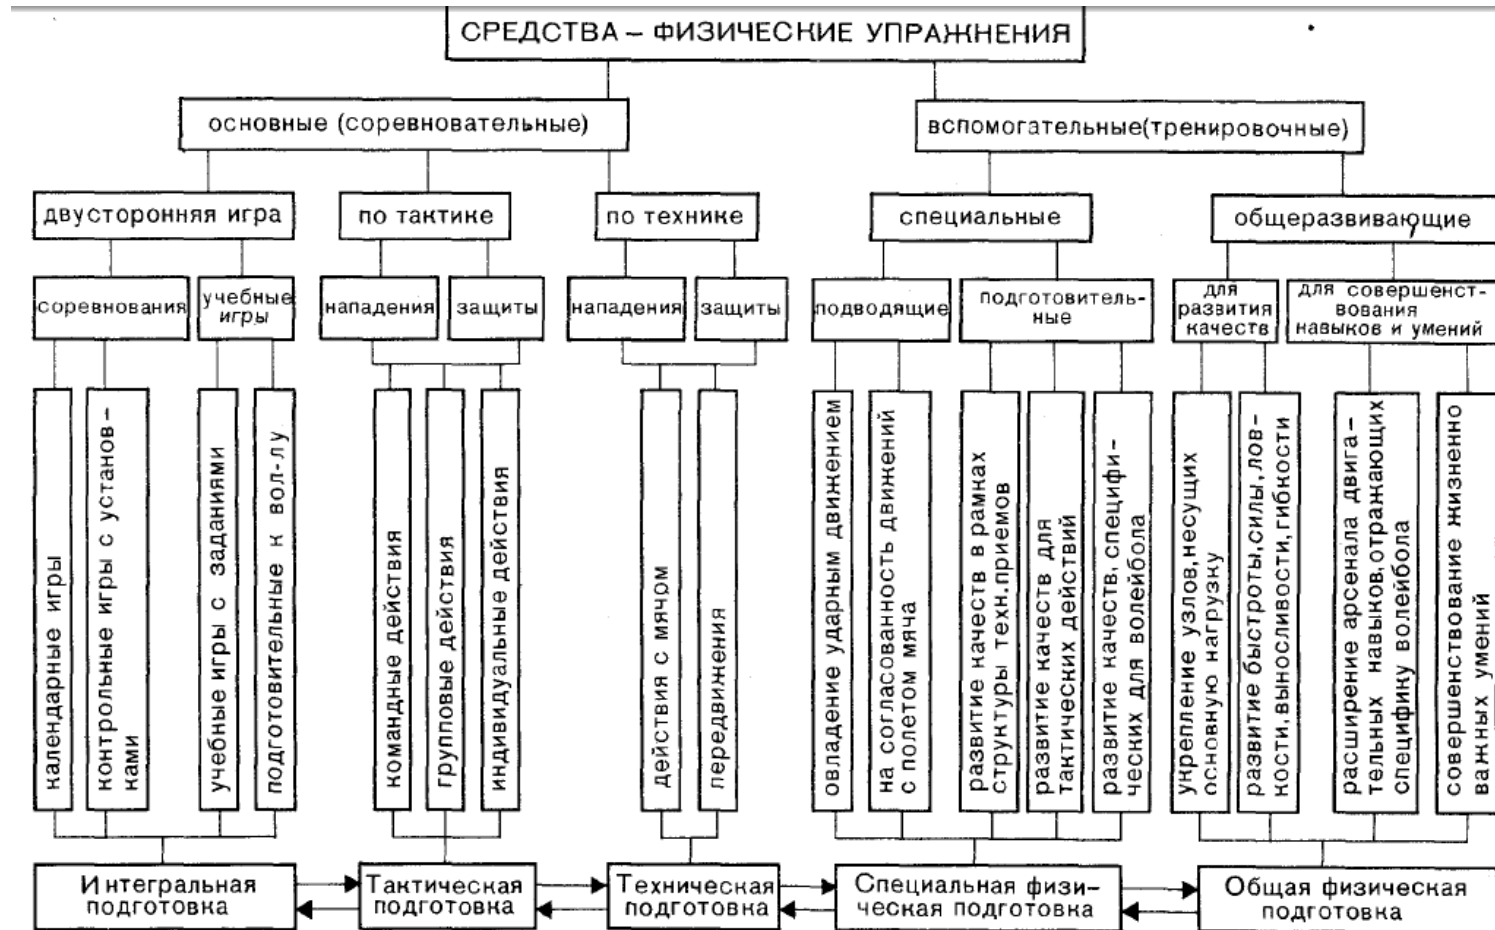 СРЕДСТВА – ФИЗИЧЕСКИЕ УПРАЖНЕНИЯ
основные (соревновательные)
вспомогательные(тренировочные)
двусторонняя игра
по тактике
по технике
специальные
общеразвивающие
соревнования
учебные
игры
нападения
защиты
нападения
защиты
подводящие
подготовитель-
ные
для
развития
качеств
для совершенст-
вования
навыков и умений
календарные игры
контрольные игры с установ-
ками
учебные игры с заданиями
подготовительные к вол-лу
командные действия
групповые действия
индивидуальные действия
действия с мячом
передвижения
овладение ударным движением
на согласованность движений
с полетом мяча
развитие качеств в рамках
структуры техн.приемов
развитие качеств для
тактических действий
развитие качеств, специфи-
ческих для волейбола
укрепление узлов,несущих
основную нагрузку
развитие быстроты,силы,лов-
кости,выносливости,гибкости
расширение арсенала двига-
тельных навыков,отражающих
специфику волейбола
совершенствование жизненно
важных умений
Интегральная
подготовка
Тактическая
подготовка
Техническая
подготовка
Специальная физи-
ческая подготовка
Общая физическая
подготовка